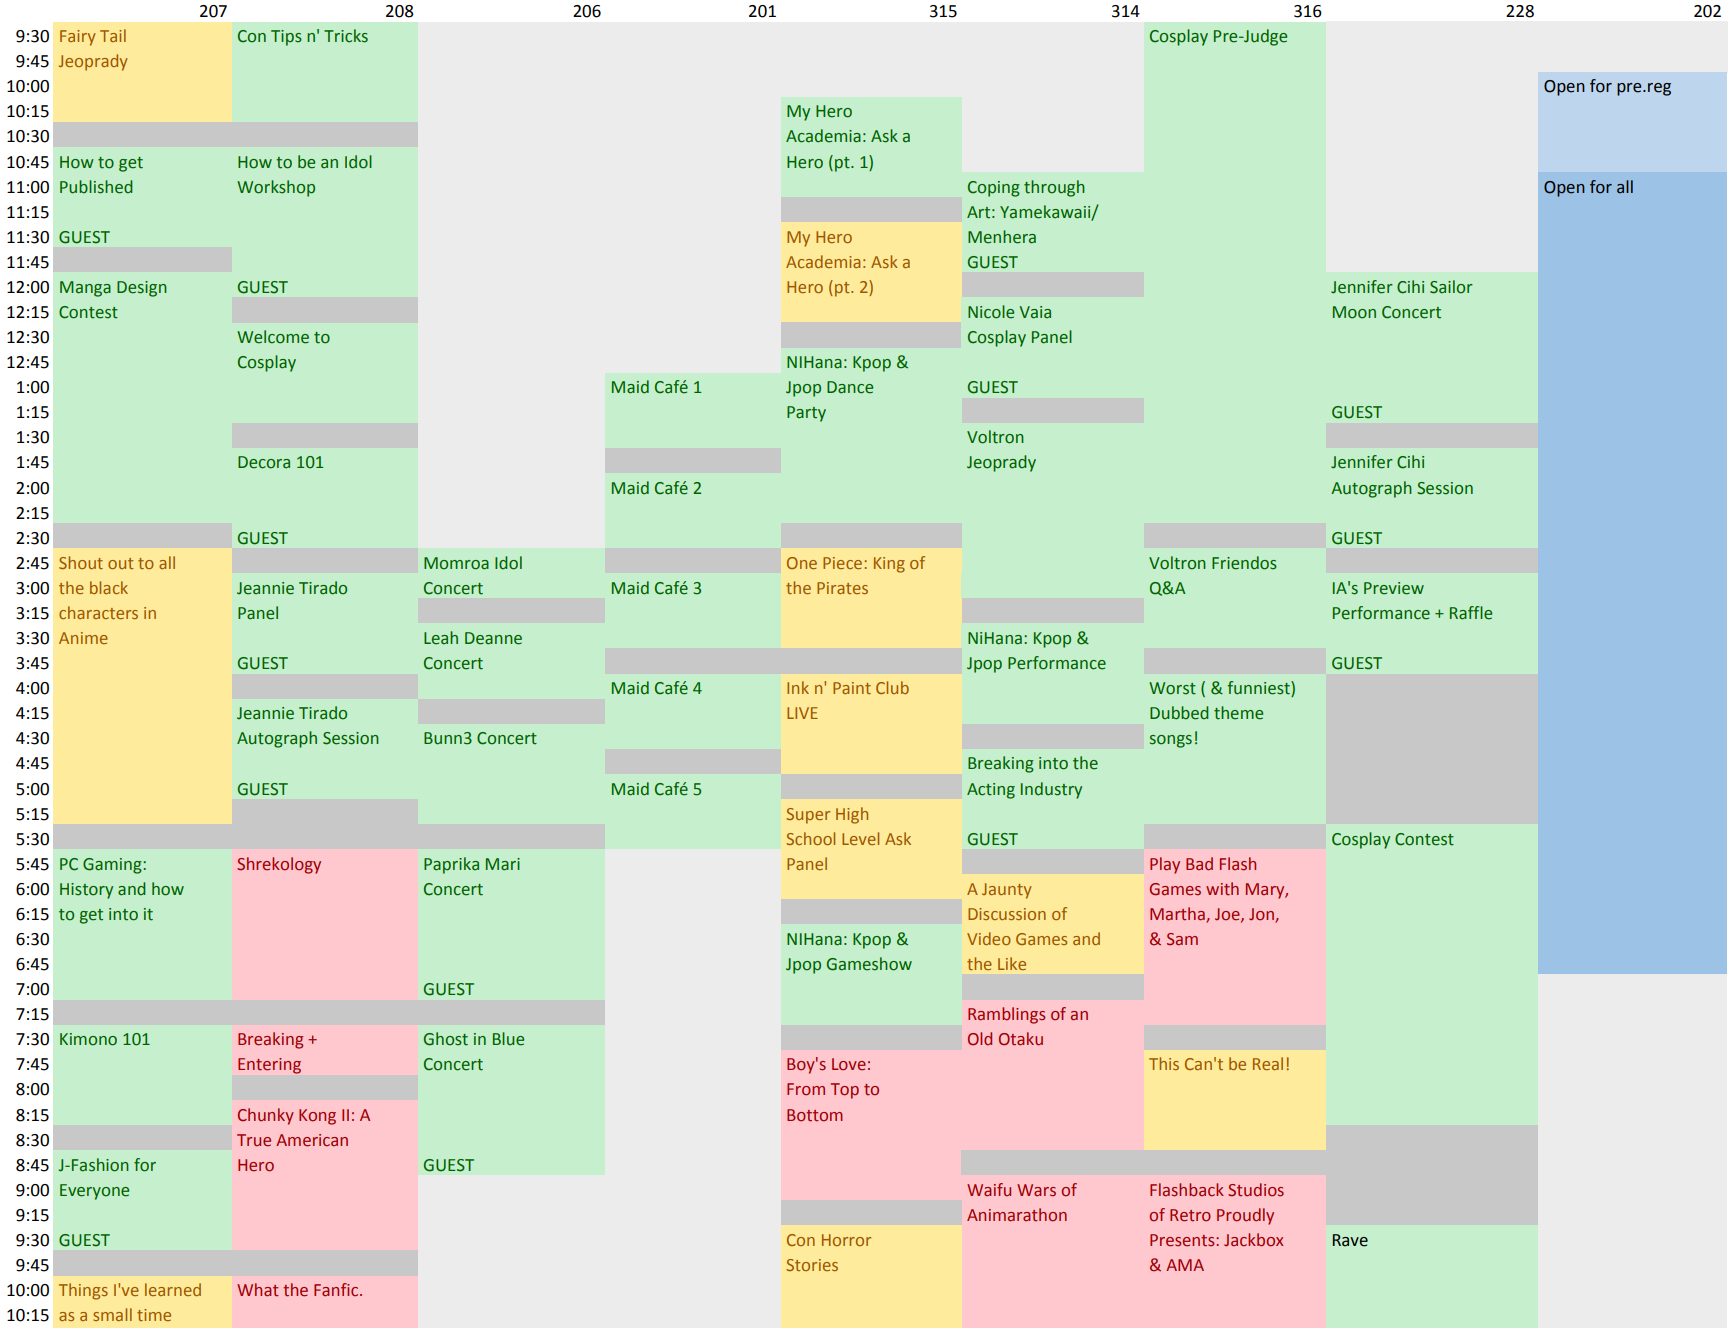 207 208 206 201 315 314 316 228 202
9:30 Fairy Tail Con Tips n' Tricks Cosplay Pre-Judge
9:45 Jeoprady
10:00 Open for pre.reg
10:15 My Hero
10:30 Academia: Ask a
10:45 How to get How to be an Idol Hero (pt. 1)
11:00 Published Workshop Coping through Open for all
11:15 Art: Yamekawaii/
11:30 GUEST My Hero Menhera
11:45 Academia: Ask a GUEST
12:00 Manga Design GUEST Hero (pt. 2) Jennifer Cihi Sailor
12:15 Contest Nicole Vaia Moon Concert
12:30 Welcome to Cosplay Panel
12:45 Cosplay NIHana: Kpop &
1:00 Maid Café 1 Jpop Dance GUEST
1:15 Party GUEST
1:30 Voltron
1:45 Decora 101 Jeoprady Jennifer Cihi
2:00 Maid Café 2 Autograph Session
2:15
2:30 GUEST GUEST
2:45 Shout out to all Momroa Idol One Piece: King of Voltron Friendos
3:00 the black Jeannie Tirado Concert Maid Café 3 the Pirates Q&A IA's Preview
3:15 characters in Panel Performance + Raffle
3:30 Anime Leah Deanne NiHana: Kpop &
3:45 GUEST Concert Jpop Performance GUEST
4:00 Maid Café 4 Ink n' Paint Club Worst ( & funniest)
4:15 Jeannie Tirado LIVE Dubbed theme
4:30 Autograph Session Bunn3 Concert songs!
4:45 Breaking into the
5:00 GUEST Maid Café 5 Acting Industry
5:15 Super High
5:30 School Level Ask GUEST Cosplay Contest
5:45 PC Gaming: Shrekology Paprika Mari Panel Play Bad Flash
6:00 History and how Concert A Jaunty Games with Mary,
6:15 to get into it Discussion of Martha, Joe, Jon,
6:30 NIHana: Kpop & Video Games and & Sam
6:45 Jpop Gameshow the Like
7:00 GUEST
7:15 Ramblings of an
7:30 Kimono 101 Breaking + Ghost in Blue Old Otaku
7:45 Entering Concert Boy's Love: This Can't be Real!
8:00 From Top to
8:15 Chunky Kong II: A Bottom
8:30 True American
8:45 J-Fashion for Hero GUEST
9:00 Everyone Waifu Wars of Flashback Studios
9:15 Animarathon of Retro Proudly
9:30 GUEST Con Horror Presents: Jackbox Rave
9:45 Stories & AMA
10:00 Things I've learned What the Fanfic.
10:15 as a small time